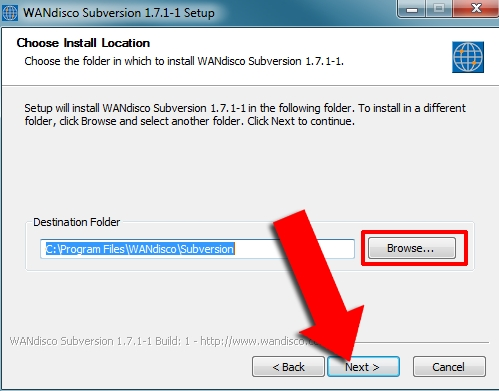 WANdisco Subversion 1.7.1-1 Setup
Choose Install Location
Choose the folder in which to install WANdisco Subversion 1.7.1-1.
Setup will install WANdisco Subversion 1.7.1-1 in the following folder. To install in a different
folder, click Browse and select another folder. Click Next to continue.
Destination Folder
C:\Program Files\WANdisco\Subversion
Browse...
WANdisco Subversion 1.7.1-1 Build: 1 - http://www.wandisco
< Back
Next >
Cancel